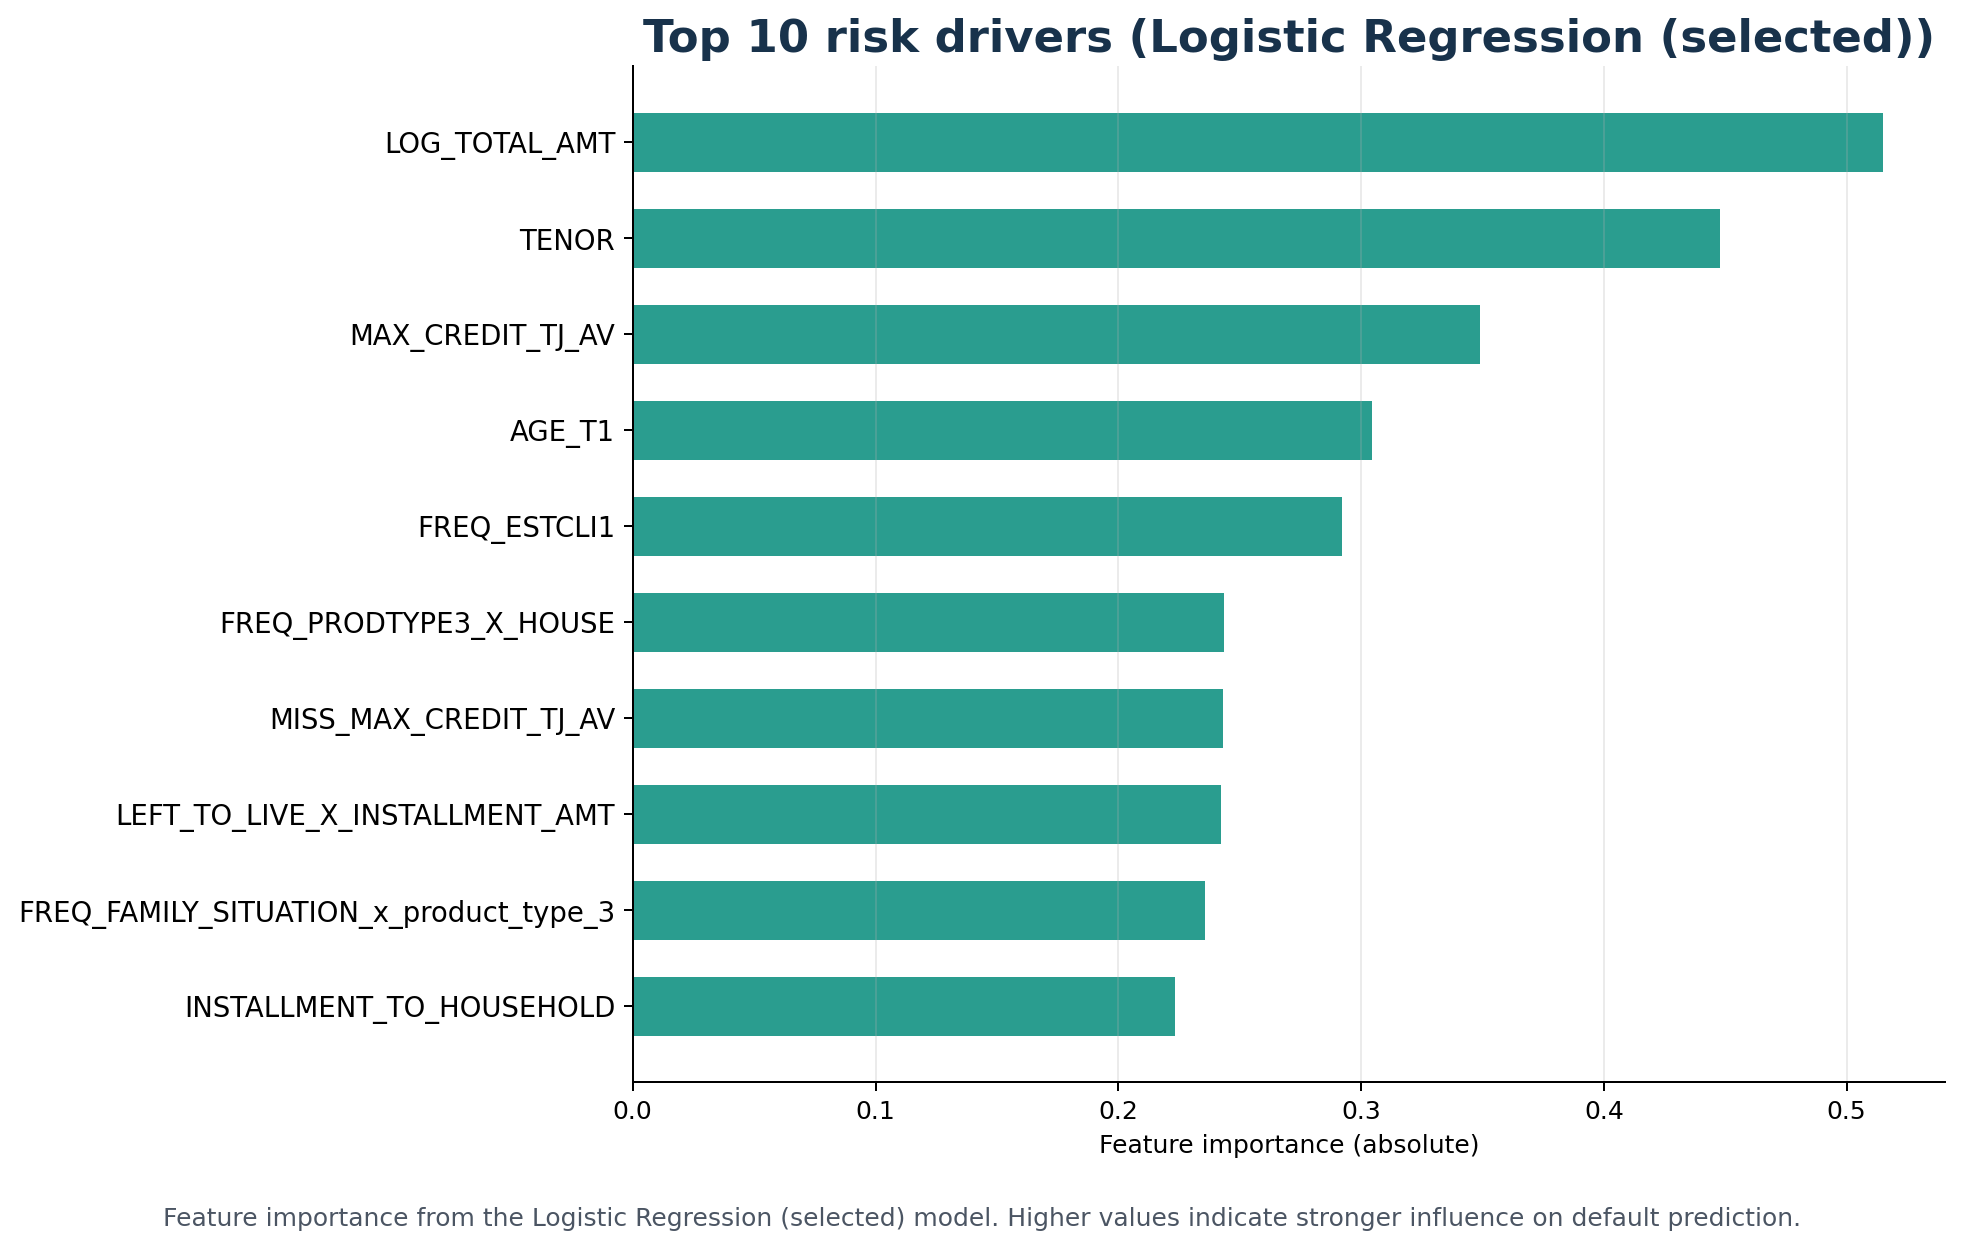 Top 10 risk drivers (Logistic Regression (selected))
LOG_TOTAL_AMT
TENOR
MAX_CREDIT_TJ_AV
AGE_T1
FREQ_ESTCLI1
FREQ_PRODTYPE3_X_HOUSE
MISS_MAX_CREDIT_TJ_AV
LEFT_TO_LIVE_X_INSTALLMENT_AMT
FREQ_FAMILY_SITUATION_x_product_type_3
INSTALLMENT_TO_HOUSEHOLD
0.0 0.1 0.2 0.3 0.4 0.5
Feature importance (absolute)
Feature importance from the Logistic Regression (selected) model. Higher values indicate stronger influence on default prediction.